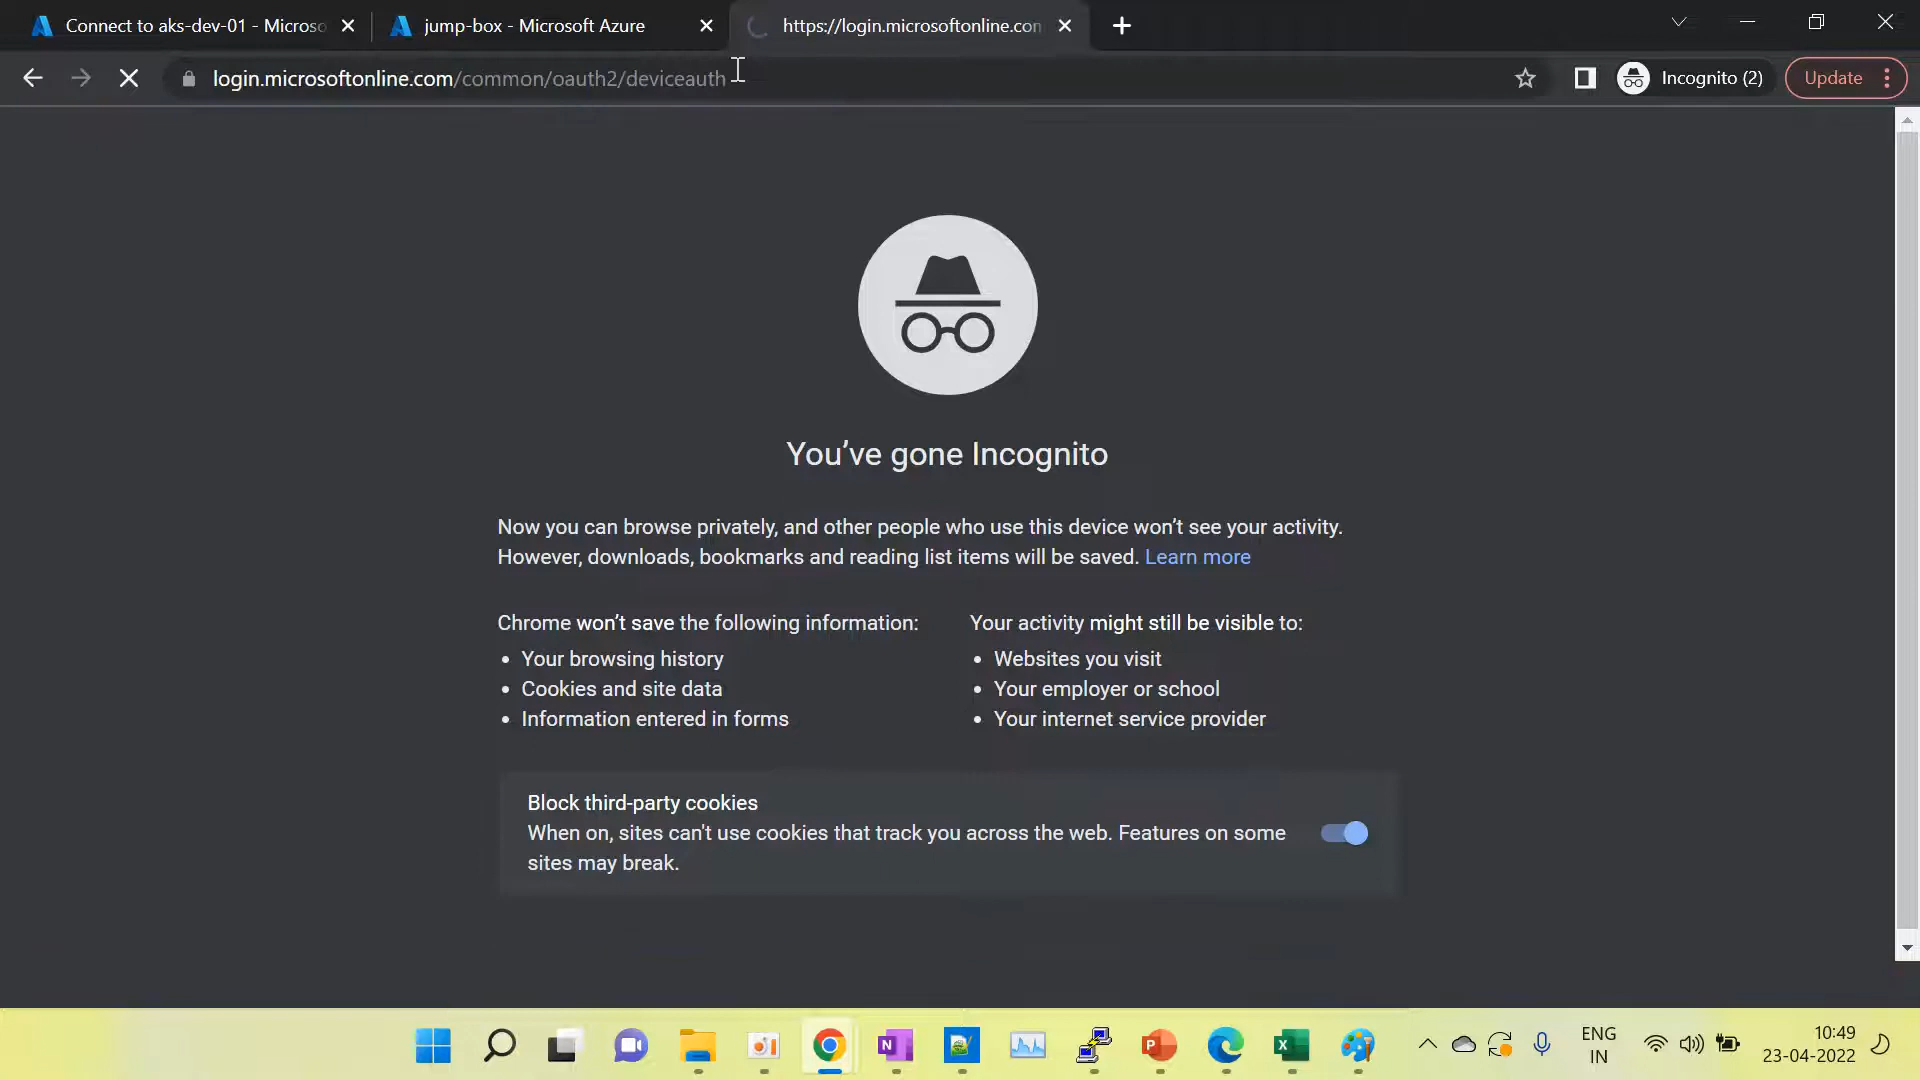 Connect to aks-dev-01 - Microso
jump-box - Microsoft Azure
https://login.microsoftonline.con
login.microsoftonline.com/common/oauth2/deviceauth
Incognito (2)
Update
You've gone Incognito
Now you can browse privately, and other people who use this device won't see your activity.
However, downloads, bookmarks and reading list items will be saved. Learn more
Chrome won't save the following information:
• Your browsing history
• Cookies and site data
• Information entered in forms
Your activity might still be visible to:
• Websites you visit
• Your employer or school
• Your internet service provider
Block third-party cookies
When on, sites can't use cookies that track you across the web. Features on some
sites may break.
ENG
IN
10:49
23-04-2022